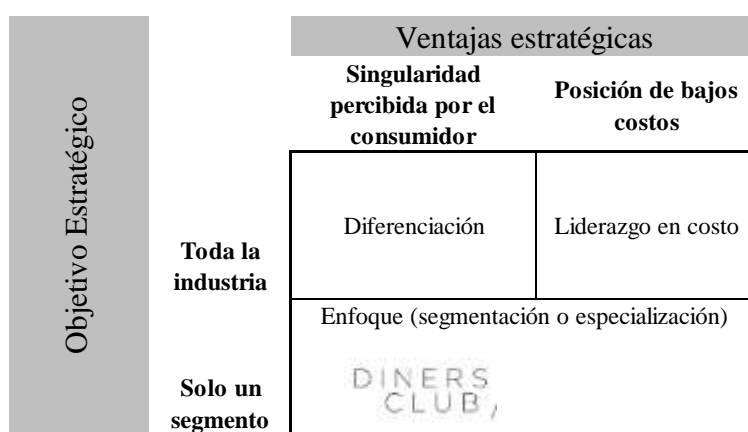 Ventajas estratégicas
Singularidad
percibida por el
consumidor
Posición de bajos
costos
Objetivo Estratégico
Toda la
industria
Diferenciación
Liderazgo en costo
Enfoque (segmentación o especialización)
Solo un
segmento
DINERS
CLUB